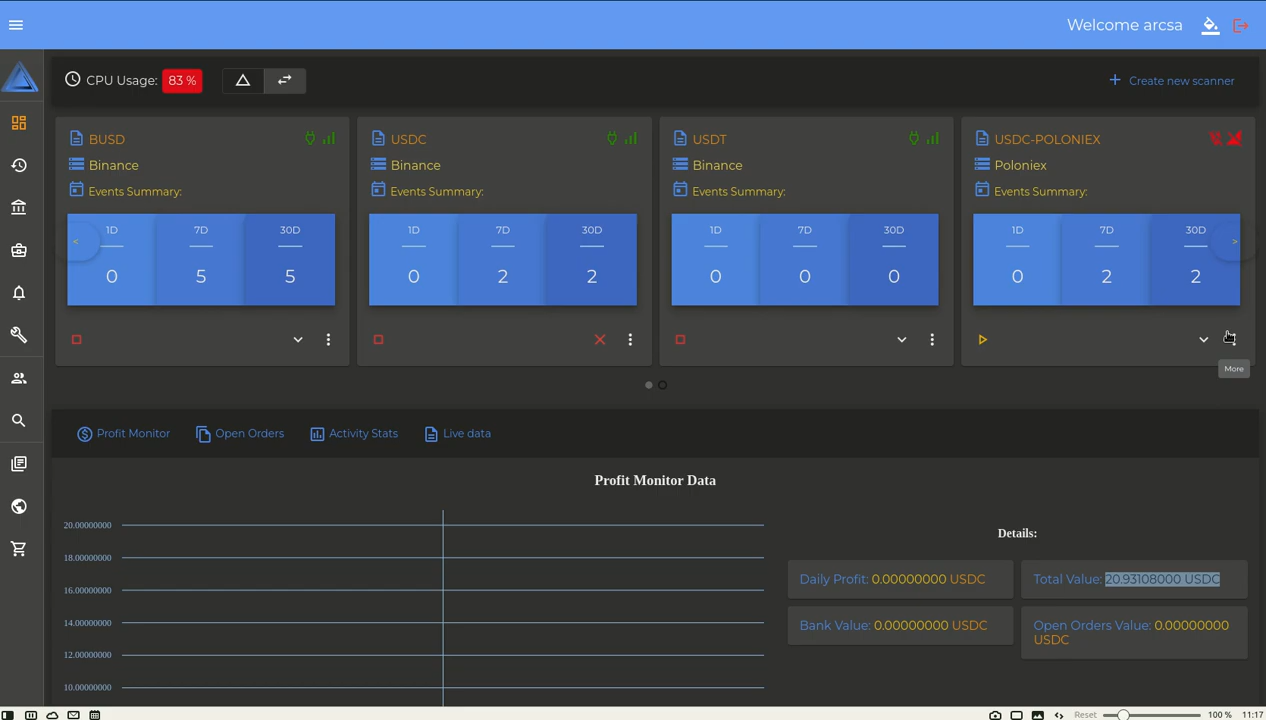 Welcome arcsa
CPU Usage: 83 %
Create new scanner
BUSD
Binance
Events Summary:
1D 7D 30D
0 5 5
USDC
Binance
Events Summary:
1D 7D 30D
0 2 2
USDT
Binance
Events Summary:
1D 7D 30D
0 0 0
USDC-POLONIEX
Poloniex
Events Summary:
1D 7D 30D
0 2 2
< >
More
Profit Monitor Open Orders Activity Stats Live data
Profit Monitor Data
20.00000000
18.00000000
16.00000000
14.00000000
12.00000000
10.00000000
Details:
Daily Profit: 0.00000000 USDC
Total Value: 20.93108000 USDC
Bank Value: 0.00000000 USDC
Open Orders Value: 0.00000000
USDC
Reset 100 % 11:17